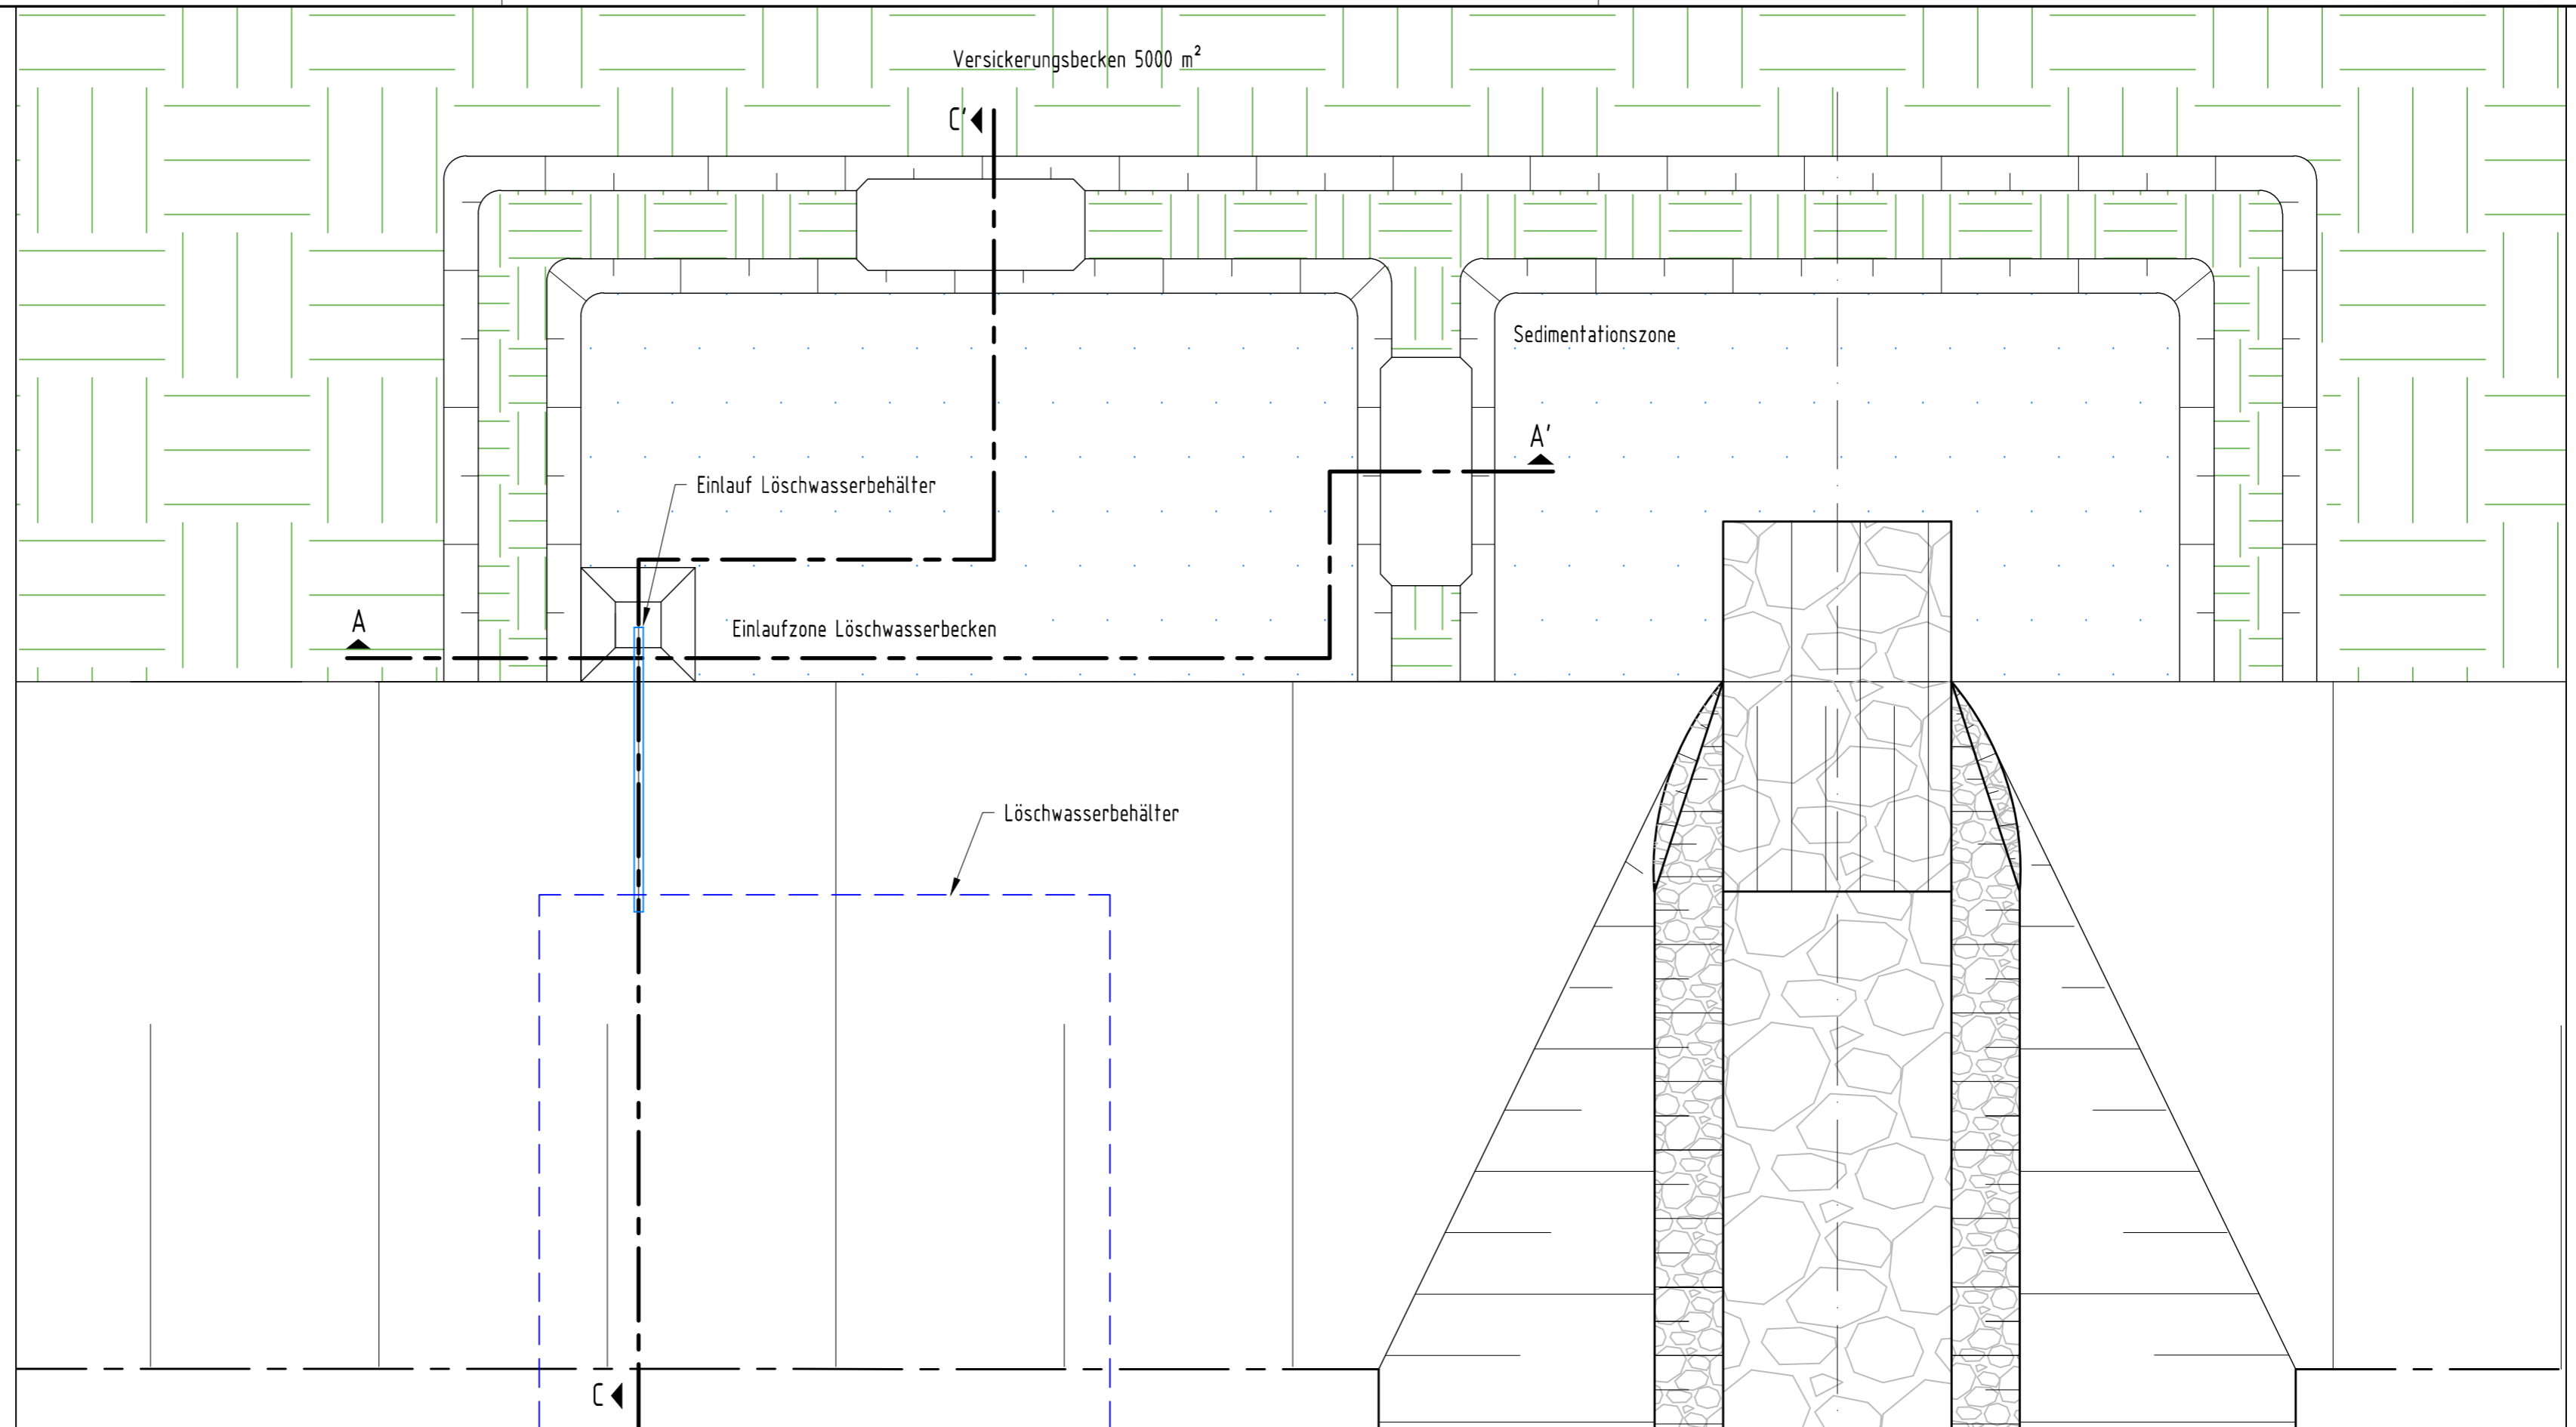 Versickerungsbecken 5000 m²
C'
Sedimentationszone
A'
Einlauf Löschwasserbehälter
A
Einlaufzone Löschwasserbecken
Löschwasserbehälter
C